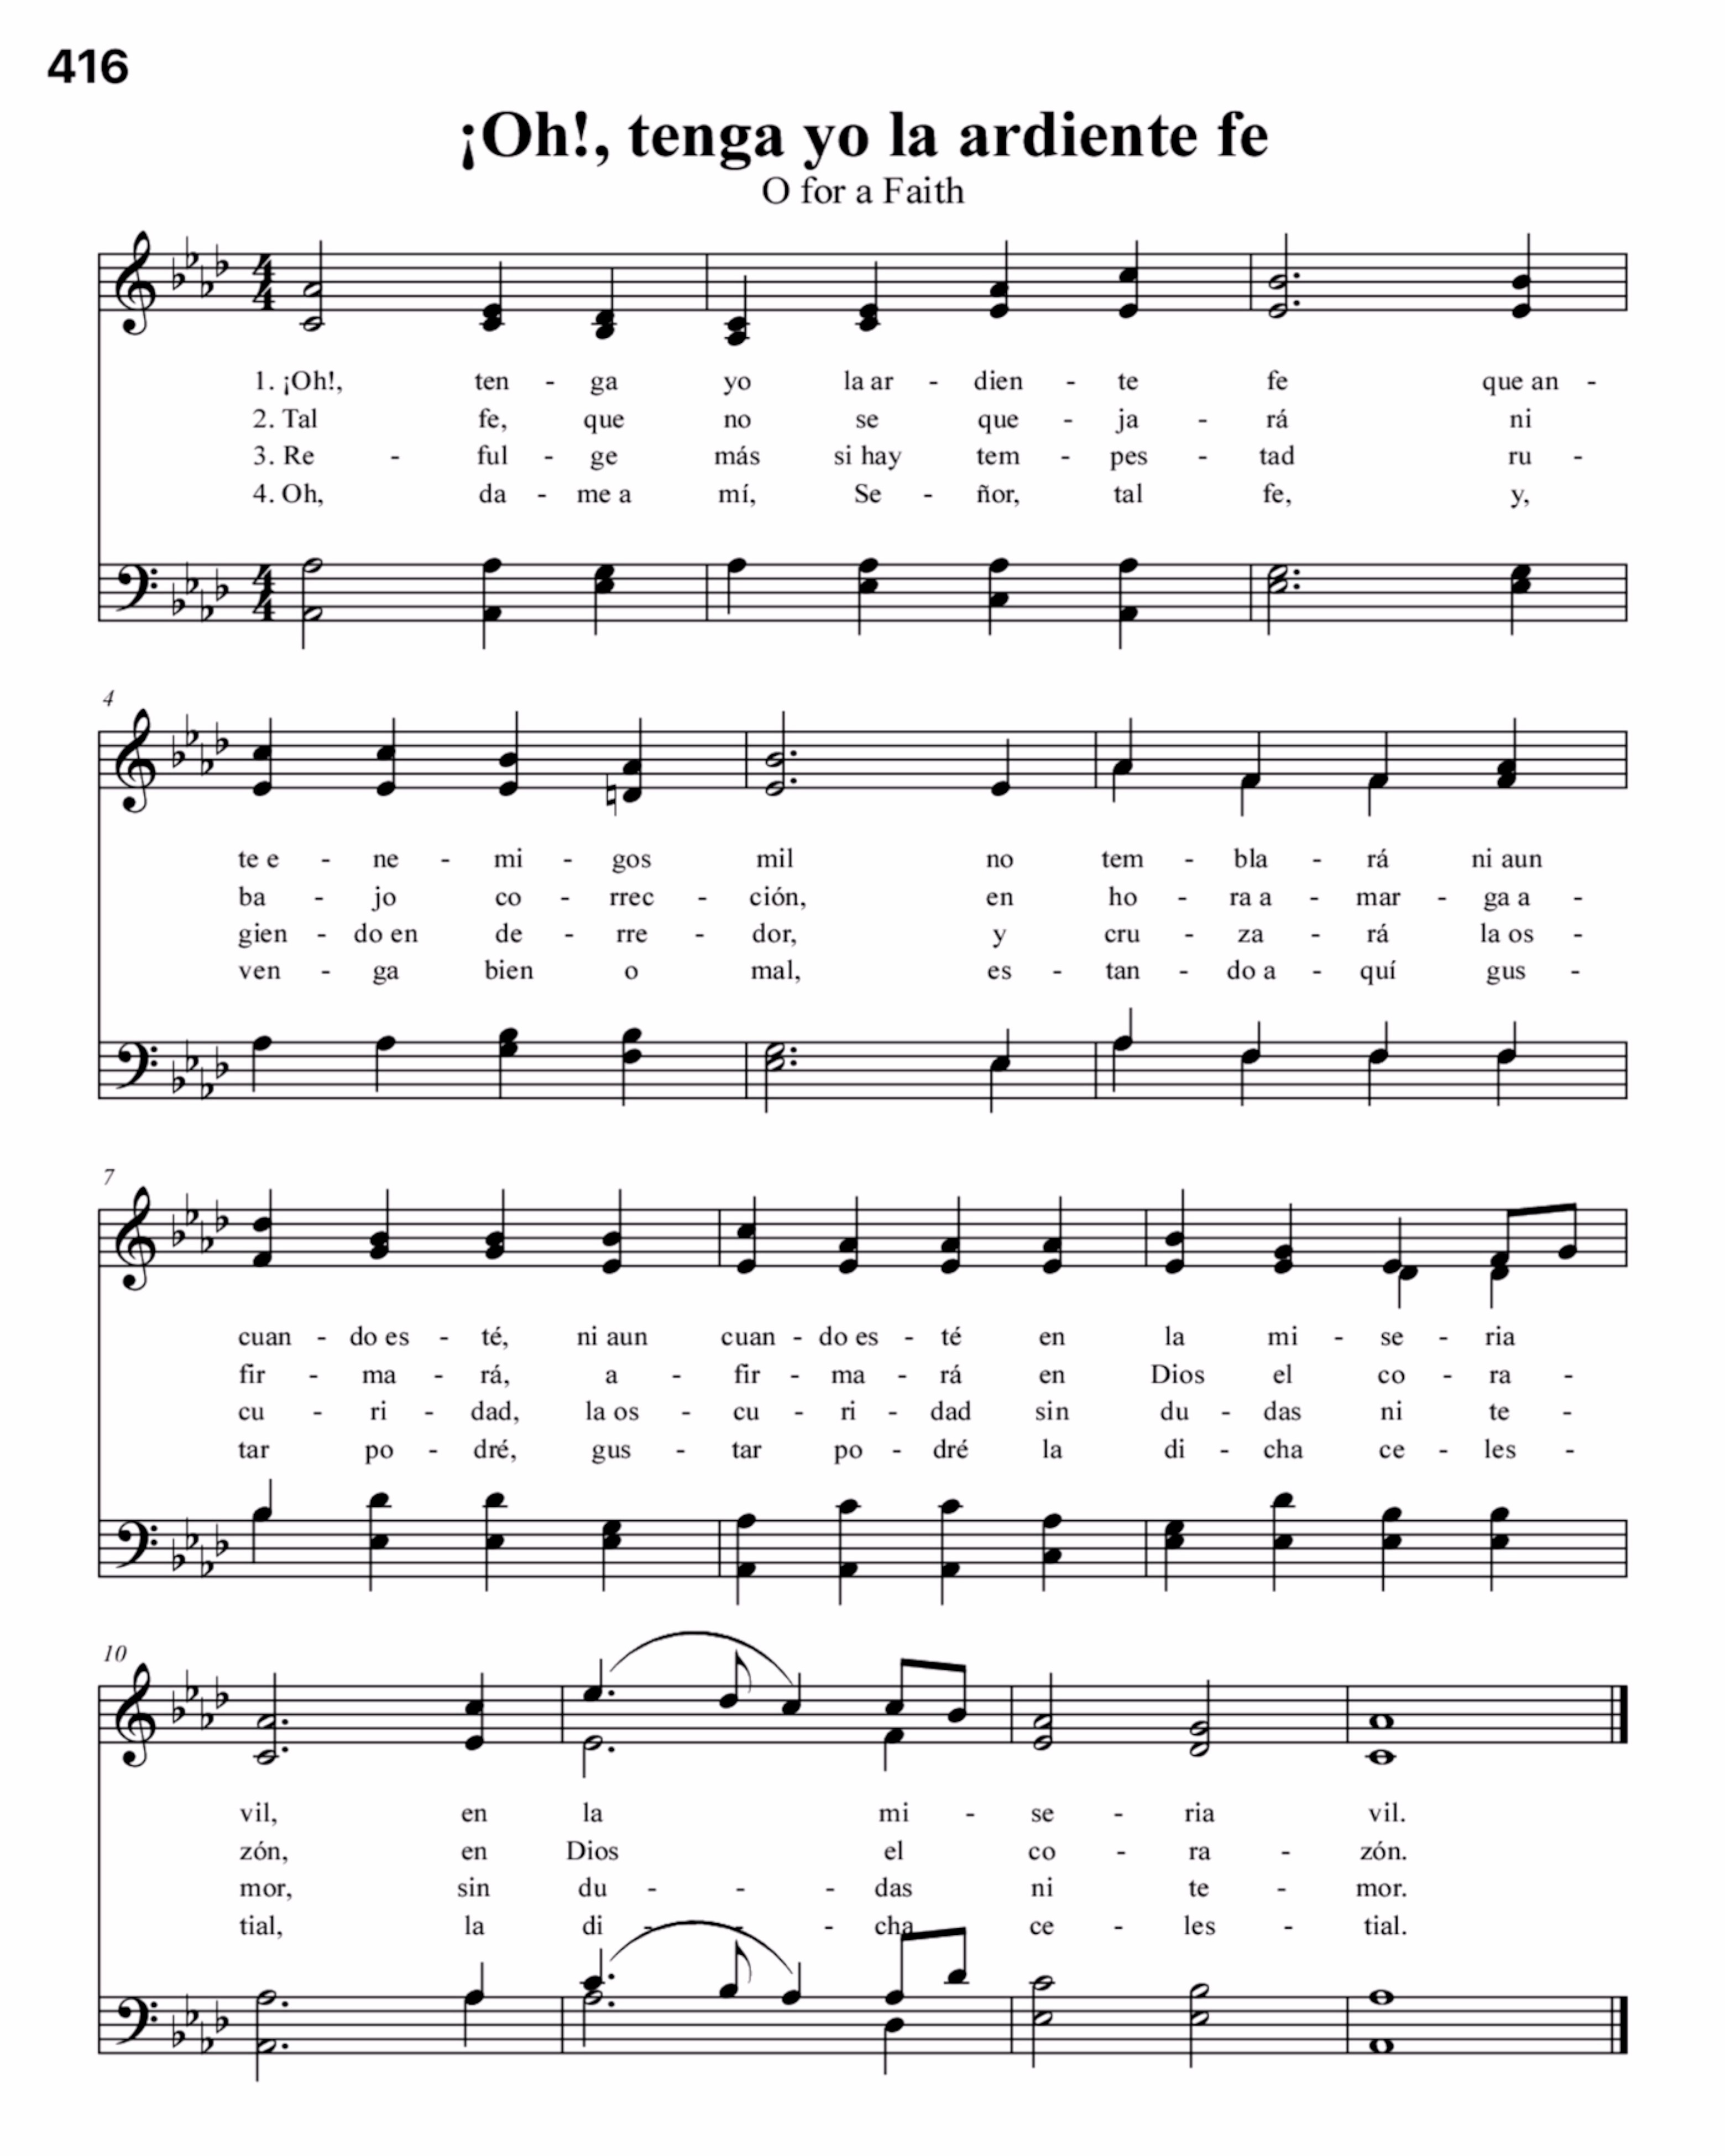 416
¡Oh!, tenga yo la ardiente fe
O for a Faith
1. ¡Oh!, ten - ga yo la ar - dien - te fe que an -
2. Tal fe, que no se que - ja - rá ni
3. Re - ful - ge más si hay tem - pes - tad ru -
4. Oh, da - me a mí, Se - ñor, tal fe, y,
4
te e - ne - mi - gos mil no tem - bla - rá ni aun
ba - jo co - rrec - ción, en ho - ra a - mar - ga a -
gien - do en de - rre - dor, y cru - za - rá la os -
ven - ga bien o mal, es - tan - do a - quí gus -
7
cuan - do es - té, ni aun cuan - do es - té en la mi - se - ria
fir - ma - rá, a - fir - ma - rá en Dios el co - ra -
cu - ri - dad, la os - cu - ri - dad sin du - das ni te -
tar po - dré, gus - tar po - dré la di - cha ce - les -
10
vil, en la mi - se - ria vil.
zón, en Dios el co - ra - zón.
mor, sin du - - - das ni te - mor.
tial, la di - - - cha ce - les - tial.